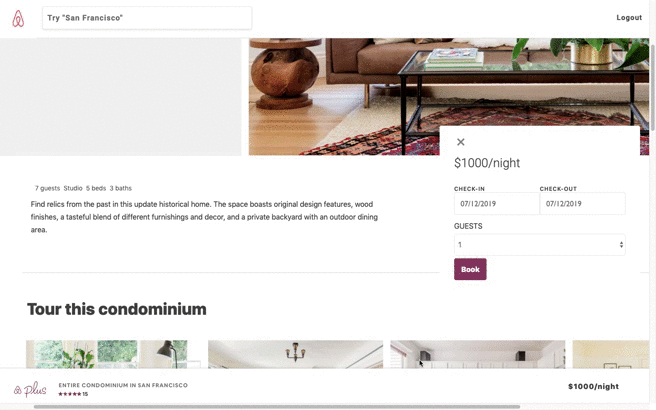 Try "San Francisco"
Logout
$1000/night
CHECK-IN CHECK-OUT
07/12/2019 07/12/2019
GUESTS
1
Book
7 guests Studio 5 beds 3 baths
Find relics from the past in this update historical home. The space boasts original design features, wood
finishes, a tasteful blend of different furnishings and decor, and a private backyard with an outdoor dining
area.
Tour this condominium
plus
ENTIRE CONDOMINIUM IN SAN FRANCISCO
★★★★★ 15
$1000/night